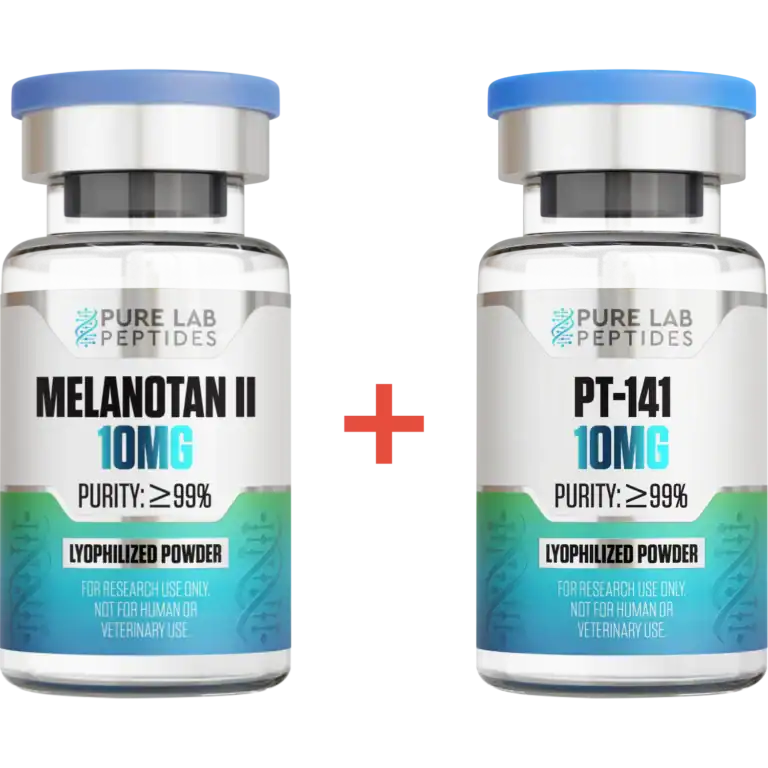 PURE LAB
PEPTIDES
MELANOTAN II
10MG
PURITY: ≥99%
LYOPHILIZED POWDER
FOR RESEARCH USE ONLY.
NOT FOR HUMAN OR
VETERINARY USE.
+
PURE LAB
PEPTIDES
PT-141
10MG
PURITY: ≥99%
LYOPHILIZED POWDER
FOR RESEARCH USE ONLY.
NOT FOR HUMAN OR
VETERINARY USE.